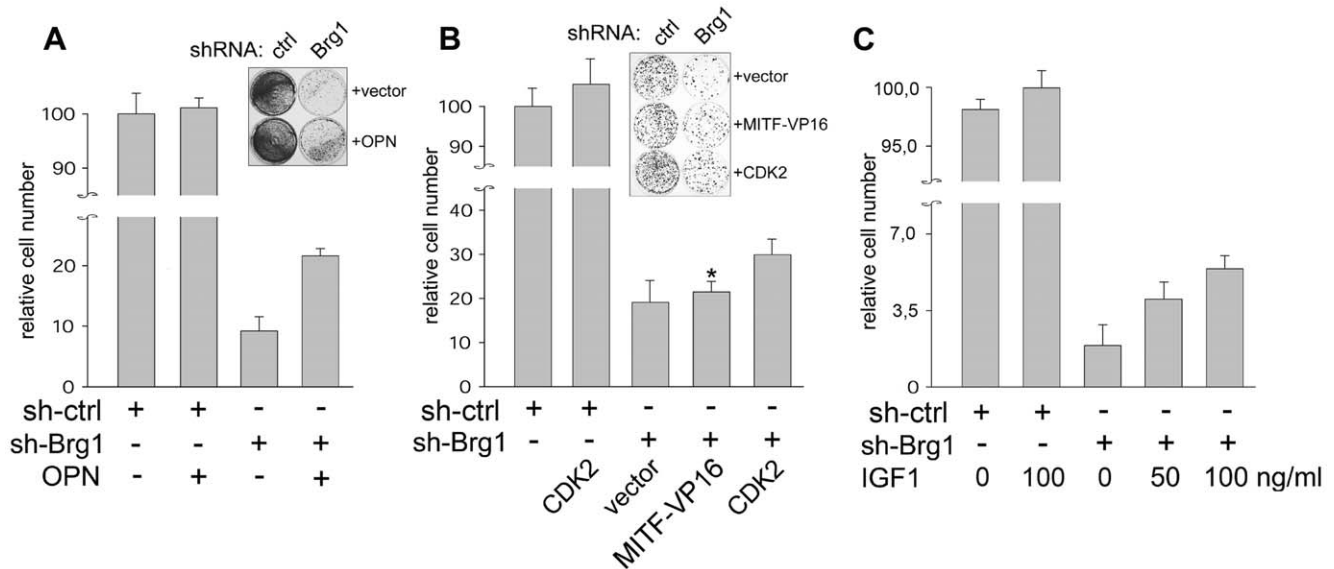 A
shRNA: ctrl Brg1
+vector
+OPN
relative cell number
100
90
20
10
0
sh-ctrl + + - -
sh-Brg1 - - + +
OPN - + - +
B
shRNA: ctrl Brg1
+vector
+MITF-VP16
+CDK2
relative cell number
100
90
40
30
20
10
0
*
sh-ctrl + + - - -
sh-Brg1 - - + + +
CDK2 vector MITF-VP16 CDK2
C
relative cell number
100,0
95,0
7,0
3,5
0
sh-ctrl + + - - -
sh-Brg1 - - + + +
IGF1 0 100 0 50 100 ng/ml